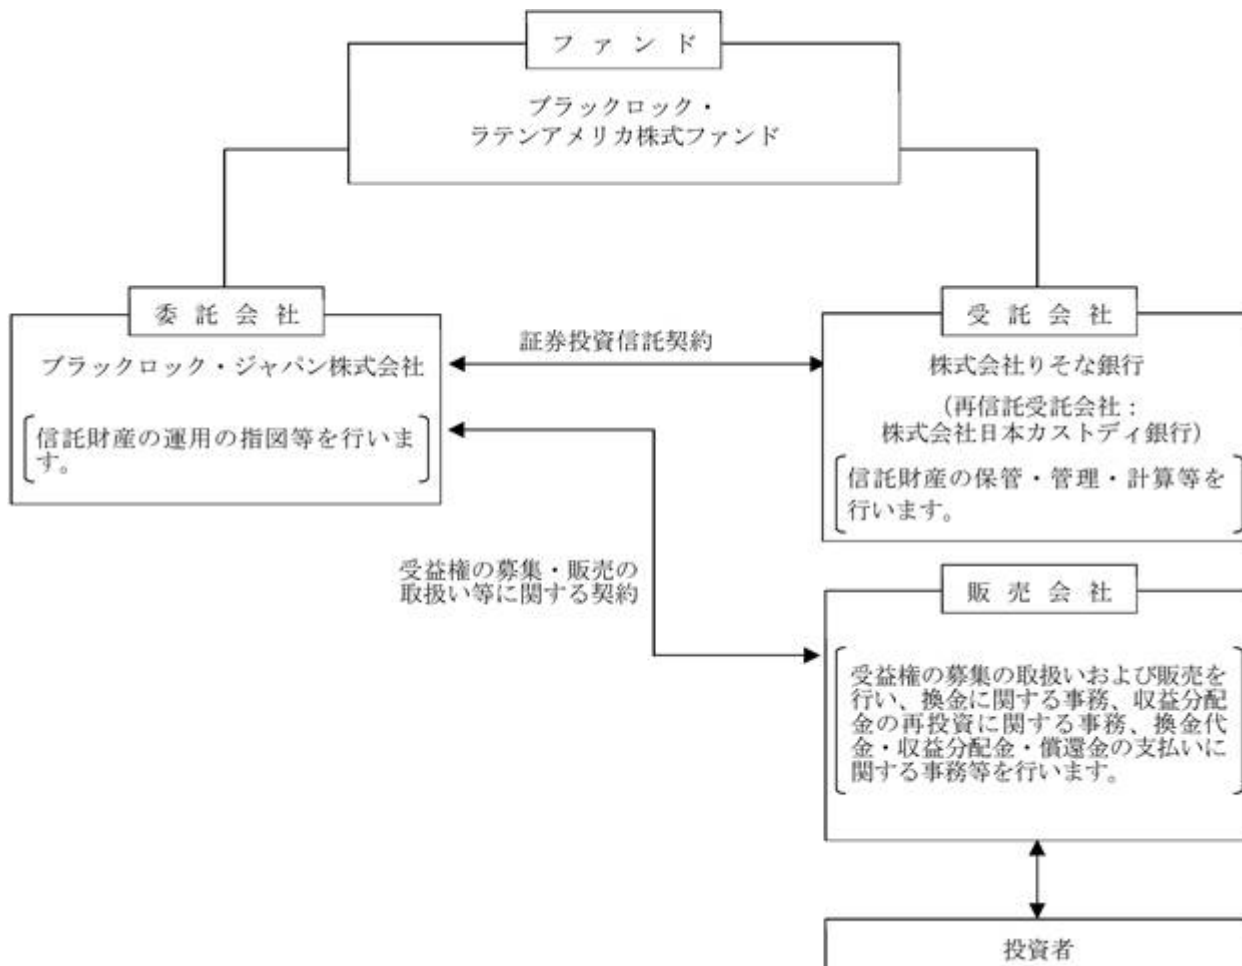 ファンド
ブラックロック・
ラテンアメリカ株式ファンド
委託会社
ブラックロック・ジャパン株式会社
信託財産の運用の指図等を行いま
す。
証券投資信託契約
受託会社
株式会社りそな銀行
（再信託受託会社：
株式会社日本カストディ銀行）
信託財産の保管・管理・計算等を
行います。
受益権の募集・販売の
取扱い等に関する契約
販売会社
受益権の募集の取扱いおよび販売を
行い、換金に関する事務、収益分配
金の再投資に関する事務、換金代
金・収益分配金・償還金の支払いに
関する事務等を行います。
投資者